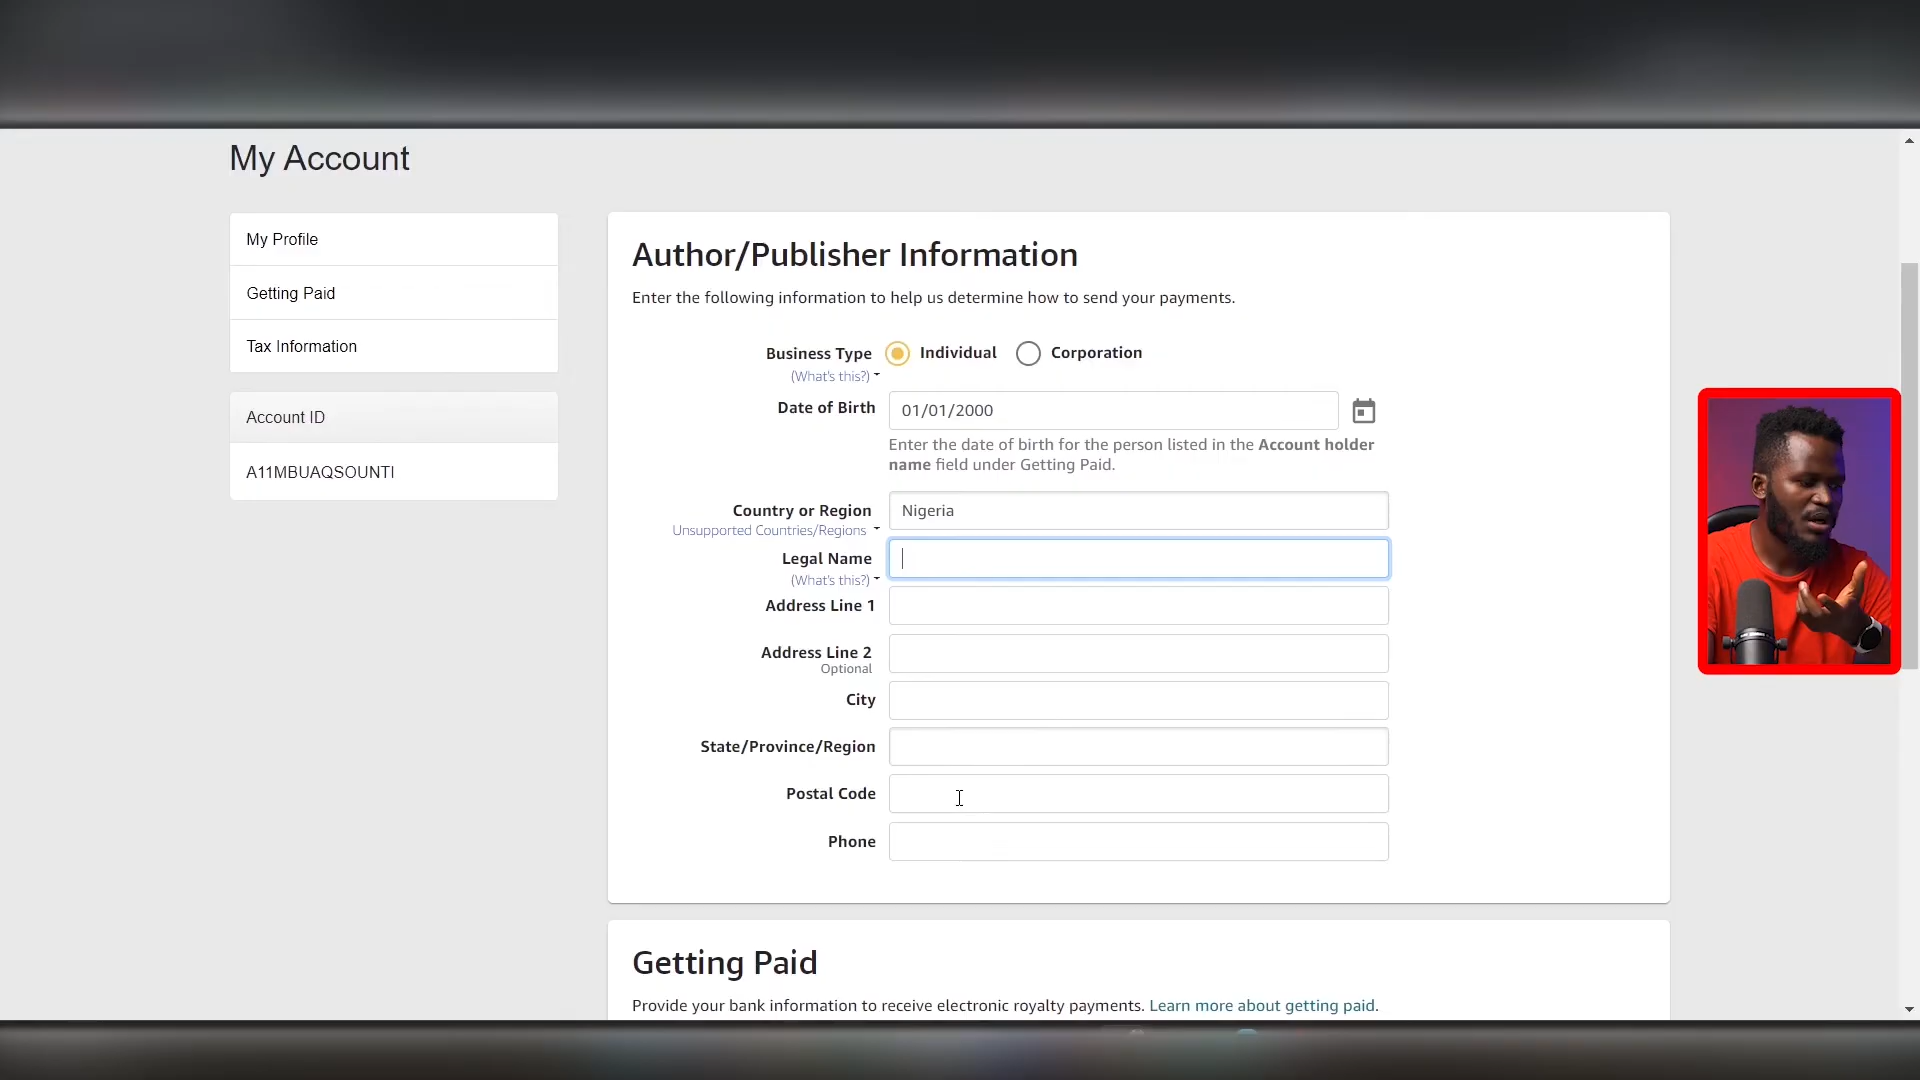 My Account
My Profile
Getting Paid
Tax Information
Account ID
A11MBUAQSOUNTI
Author/Publisher Information
Enter the following information to help us determine how to send your payments.
Business Type
(What's this?)
Individual
Corporation
Date of Birth
01/01/2000
Enter the date of birth for the person listed in the Account holder
name field under Getting Paid.
Country or Region
Unsupported Countries/Regions
Nigeria
Legal Name
(What's this?)
Address Line 1
Address Line 2
Optional
City
State/Province/Region
Postal Code
Phone
Getting Paid
Provide your bank information to receive electronic royalty payments. Learn more about getting paid.